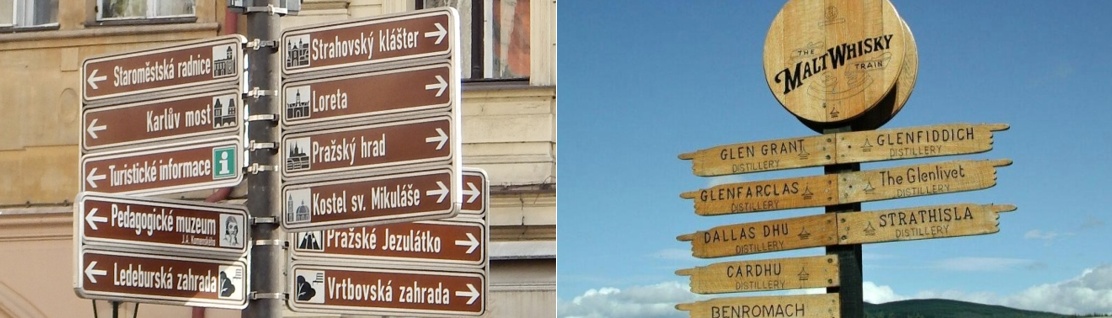 Staroměstská radnice
Karlův most
Turistické informace
i
Pedagogické muzeum
J.A. Komenského
Ledeburská zahrada
Strahovský klášter
Loreta
Pražský hrad
Kostel sv. Mikuláše
Pražské Jezulátko
Vrtbovská zahrada
THE
MALT WHISKY
TRAIN
GLEN GRANT
DISTILLERY
GLENFIDDICH
DISTILLERY
GLENFARCLAS
DISTILLERY
The Glenlivet
DISTILLERY
DALLAS DHU
DISTILLERY
STRATHISLA
DISTILLERY
CARDHU
DISTILLERY
BENROMACH